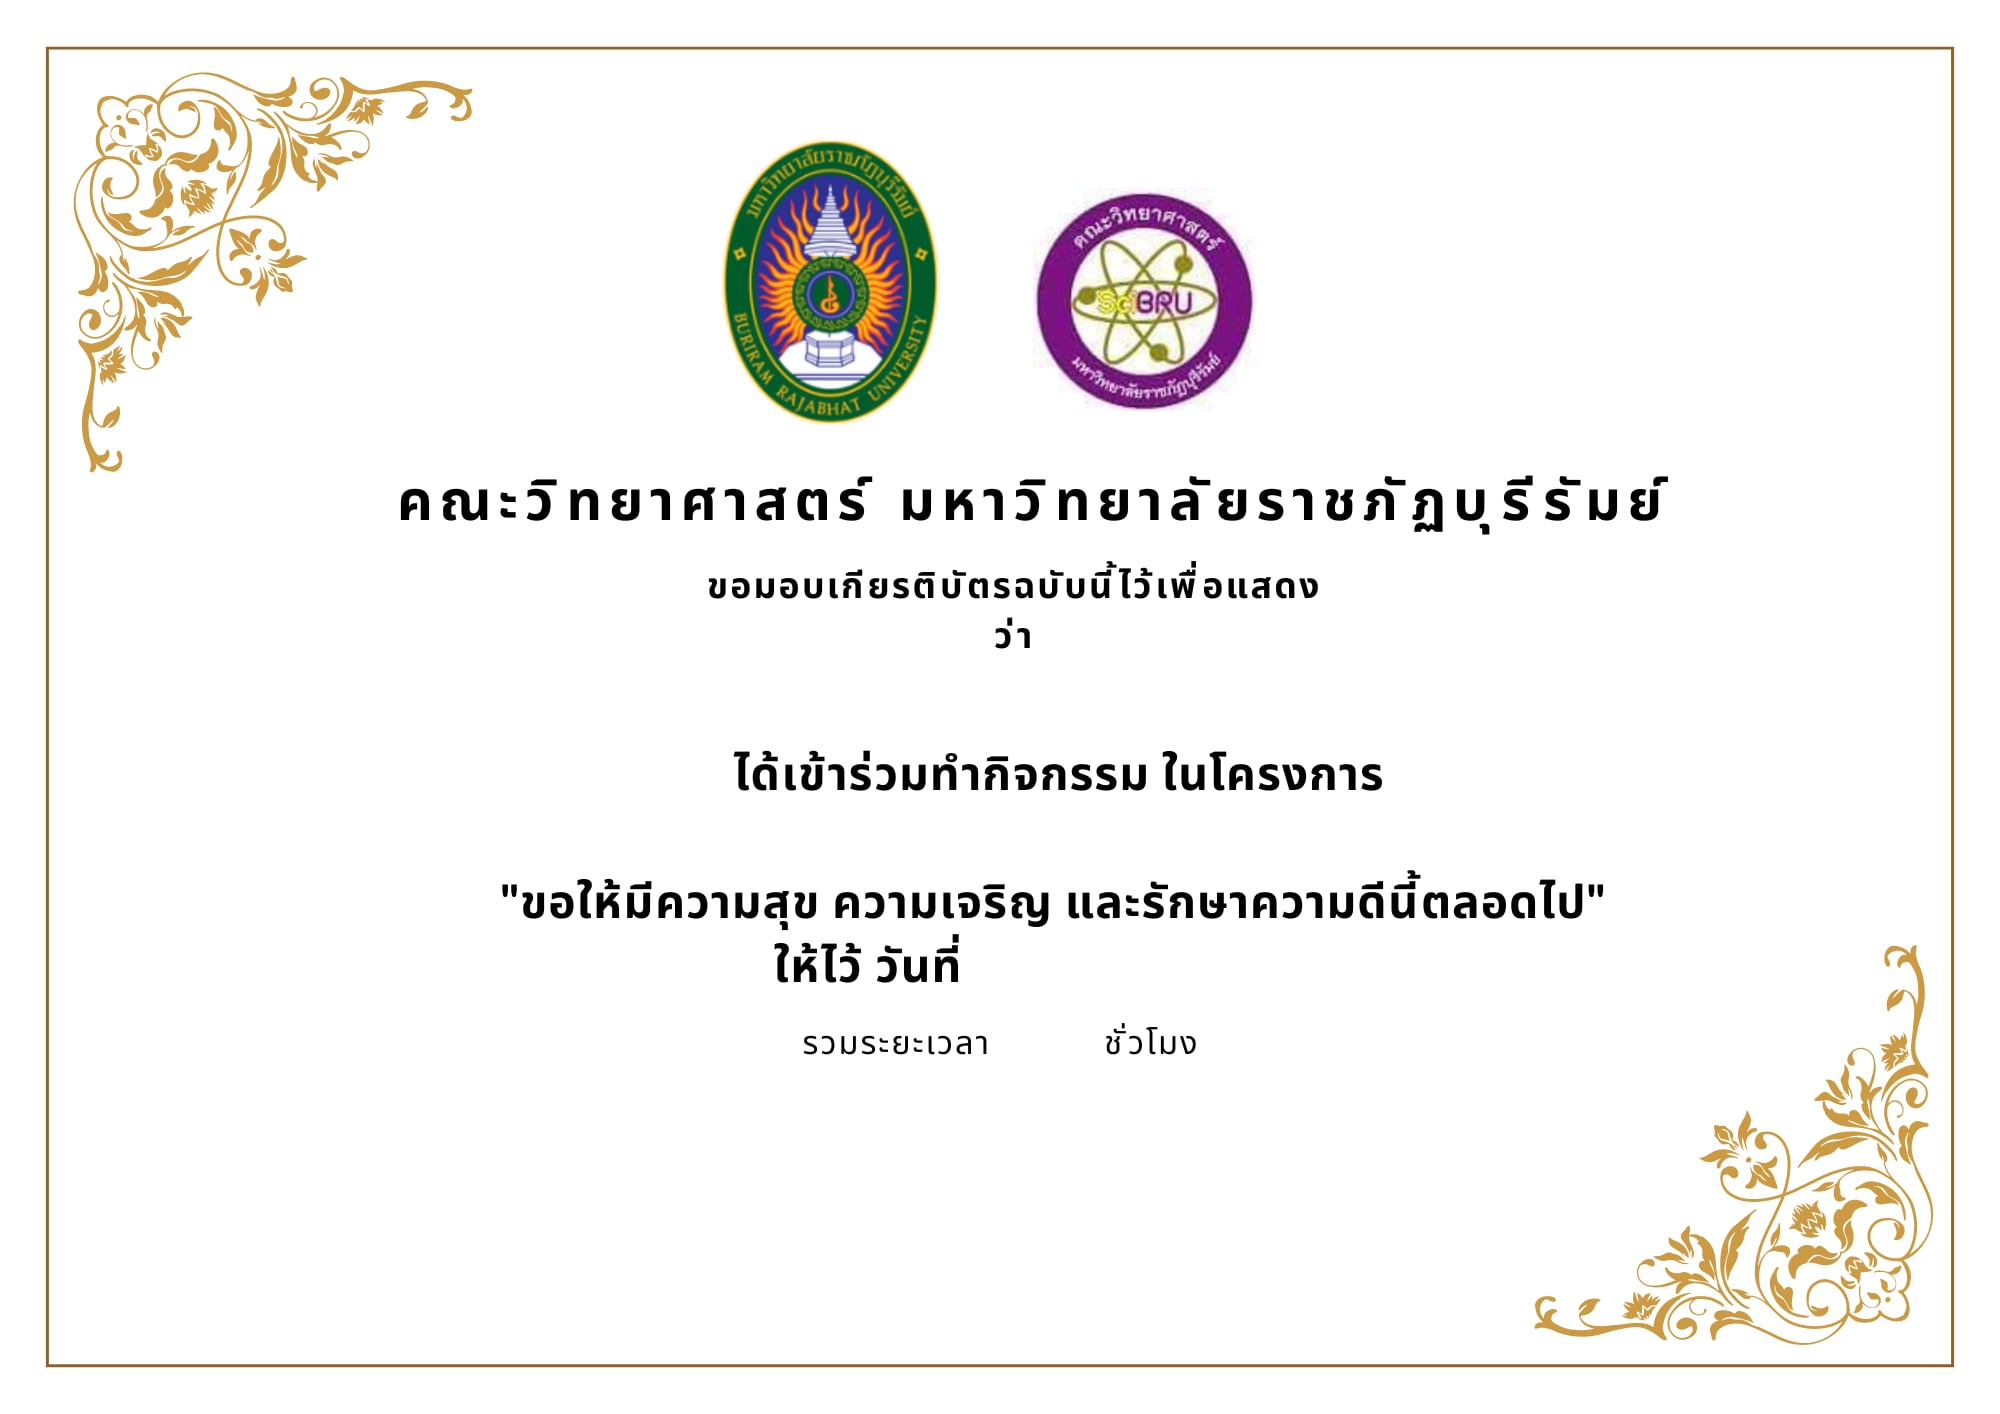 มหาวิทยาลัยราชภัฏบุรีรัมย์
BURIRAM RAJABHAT UNIVERSITY
คณะวิทยาศาสตร์
SciBRU
มหาวิทยาลัยราชภัฏบุรีรัมย์
คณะวิทยาศาสตร์ มหาวิทยาลัยราชภัฏบุรีรัมย์
ขอมอบเกียรติบัตรฉบับนี้ไว้เพื่อแสดง
ว่า
ได้เข้าร่วมทำกิจกรรม ในโครงการ
"ขอให้มีความสุข ความเจริญ และรักษาความดีนี้ตลอดไป"
ให้ไว้ วันที่
รวมระยะเวลา ชั่วโมง